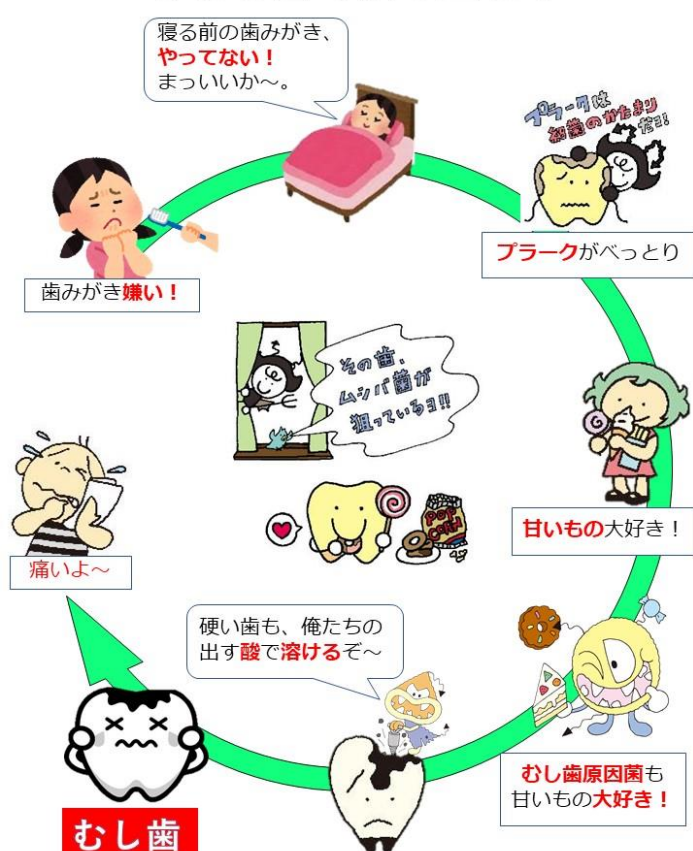 寝る前の歯みがき、
やってない！
まっいいか～。
プラークは
細菌のかたまり
だヨ!
歯みがき嫌い！
プラークがべっとり
その歯、
ムシバ菌が
狙っているヨ!!
POP
CORN
甘いもの大好き！
痛いよ～
硬い歯も、俺たちの
出す酸で溶けるぞ～
むし歯原因菌も
甘いもの大好き！
むし歯